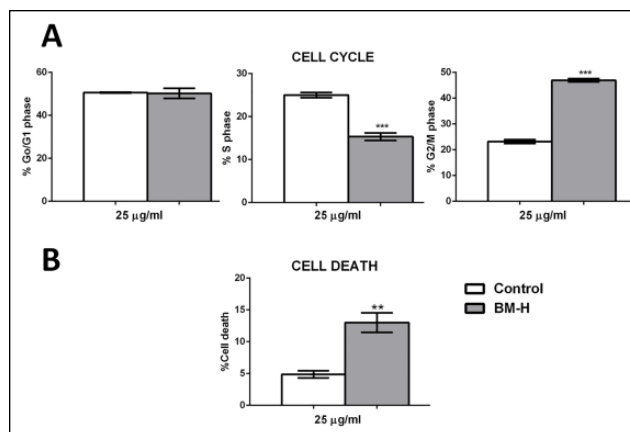 A
CELL CYCLE
% Go/G1 phase
60
40
20
0
25 µg/ml
% S phase
30
20
10
0
***
25 µg/ml
% G2/M phase
50
40
30
20
10
0
***
25 µg/ml
B
CELL DEATH
%Cell death
20
15
10
5
0
**
25 µg/ml
Control
BM-H